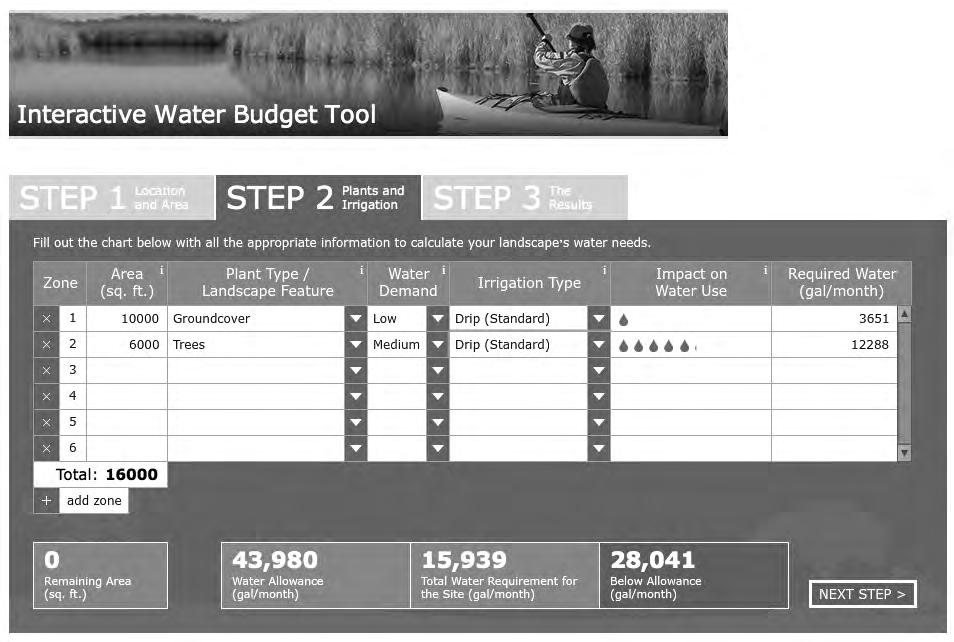 Interactive Water Budget Tool
STEP 1 Location and Area
STEP 2 Plants and Irrigation
STEP 3 The Results
Fill out the chart below with all the appropriate information to calculate your landscape's water needs.
Zone Area (sq. ft.) i Plant Type / Landscape Feature i Water Demand i Irrigation Type i Impact on Water Use i Required Water (gal/month)
× 1 10000 Groundcover Low Drip (Standard) 3651
× 2 6000 Trees Medium Drip (Standard) 12288
× 3
× 4
× 5
× 6
Total: 16000
+ add zone
0
Remaining Area
(sq. ft.)
43,980
Water Allowance
(gal/month)
15,939
Total Water Requirement for
the Site (gal/month)
28,041
Below Allowance
(gal/month)
NEXT STEP >